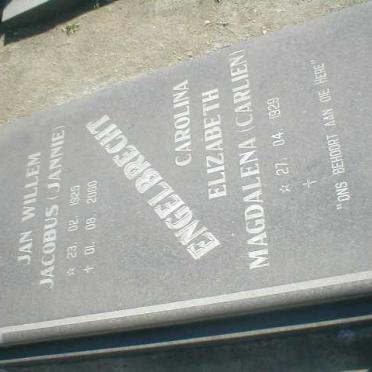 JAN WILLEM
JACOBUS (JANNIE)
☆ 23. 02. 1925
✝ 01. 08. 2000
ENGELBRECHT
CAROLINA
ELIZABETH
MAGDALENA (CARLIEN)
☆ 27. 04. 1929
✝
"ONS BEHOORT AAN DIE HERE"